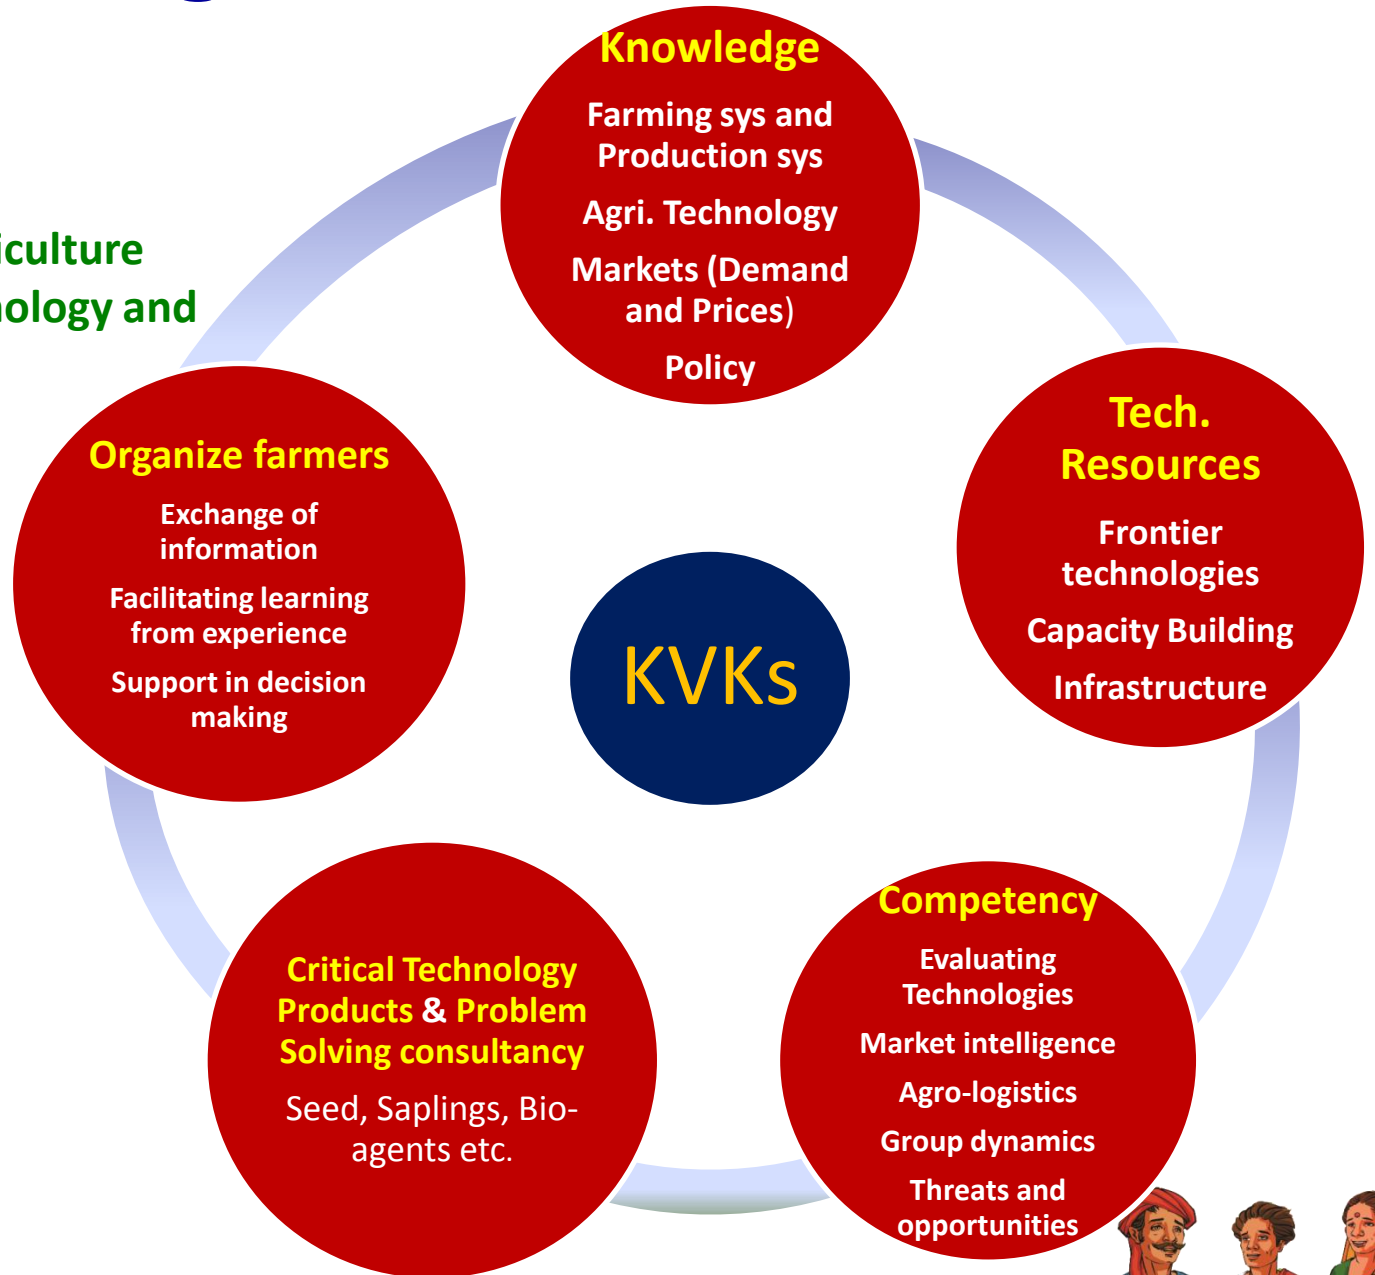 Knowledge
Farming sys and
Production sys
Agri. Technology
Markets (Demand
and Prices)
Policy
iculture
nology and
Organize farmers
Exchange of
information
Facilitating learning
from experience
Support in decision
making
Tech.
Resources
Frontier
technologies
Capacity Building
Infrastructure
KVKs
Critical Technology
Products & Problem
Solving consultancy
Seed, Saplings, Bio-
agents etc.
Competency
Evaluating
Technologies
Market intelligence
Agro-logistics
Group dynamics
Threats and
opportunities